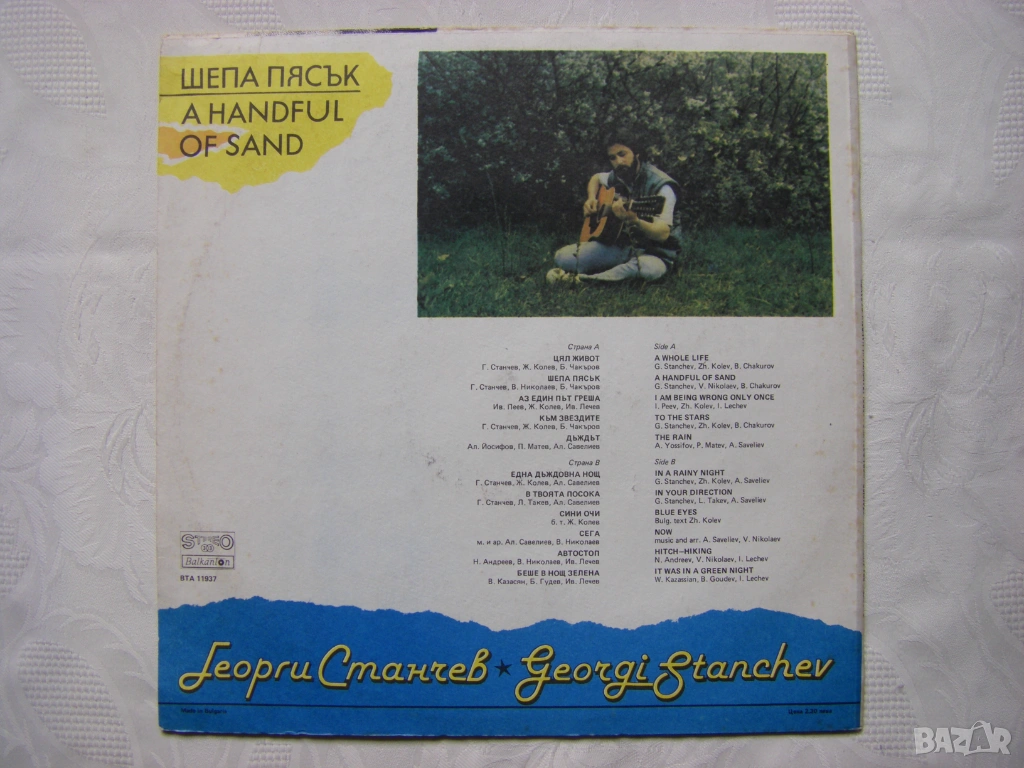 ШЕПА ПЯСЪК
A HANDFUL
OF SAND
Страна А
ЦЯЛ ЖИВОТ
Г. Станчев, Ж. Колев, Б. Чакъров
ШЕПА ПЯСЪК
Г. Станчев, В. Николаев, Б. Чакъров
АЗ ЕДИН ПЪТ ГРЕША
Ив. Пеев, Ж. Колев, Ив. Лечев
КЪМ ЗВЕЗДИТЕ
Г. Станчев, Ж. Колев, Б. Чакъров
ДЪЖДЪТ
Ал. Йосифов, П. Матев, Ал. Савелиев
Страна В
ЕДНА ДЪЖДОВНА НОЩ
Г. Станчев, Ж. Колев, Ал. Савелиев
В ТВОЯТА ПОСОКА
Г. Станчев, Л. Такев, Ал. Савелиев
СИНИ ОЧИ
б. т. Ж. Колев
СЕГА
м. и ар. Ал. Савелиев, В. Николаев
АВТОСТОП
Н. Андреев, В. Николаев, Ив. Лечев
БЕШЕ В НОЩ ЗЕЛЕНА
В. Казасян, Б. Гудев, Ив. Лечев
Side A
A WHOLE LIFE
G. Stanchev, Zh. Kolev, B. Chakurov
A HANDFUL OF SAND
G. Stanchev, V. Nikolaev, B. Chakurov
I AM BEING WRONG ONLY ONCE
I. Peev, Zh. Kolev, I. Lechev
TO THE STARS
G. Stanchev, Zh. Kolev, B. Chakurov
THE RAIN
A. Yossifov, P. Matev, A. Saveliev
Side B
IN A RAINY NIGHT
G. Stanchev, Zh. Kolev, A. Saveliev
IN YOUR DIRECTION
G. Stanchev, L. Takev, A. Saveliev
BLUE EYES
Bulg. text Zh. Kolev
NOW
music and arr. A. Saveliev, V. Nikolaev
HITCH–HIKING
N. Andreev, V. Nikolaev, I. Lechev
IT WAS IN A GREEN NIGHT
W. Kazassian, B. Goudev, I. Lechev
STEREO
Balkanton
ВТА 11937
Георги Станчев ★ Georgi Stanchev
Made in Bulgaria
Цена 5.20 лева
BAZAR